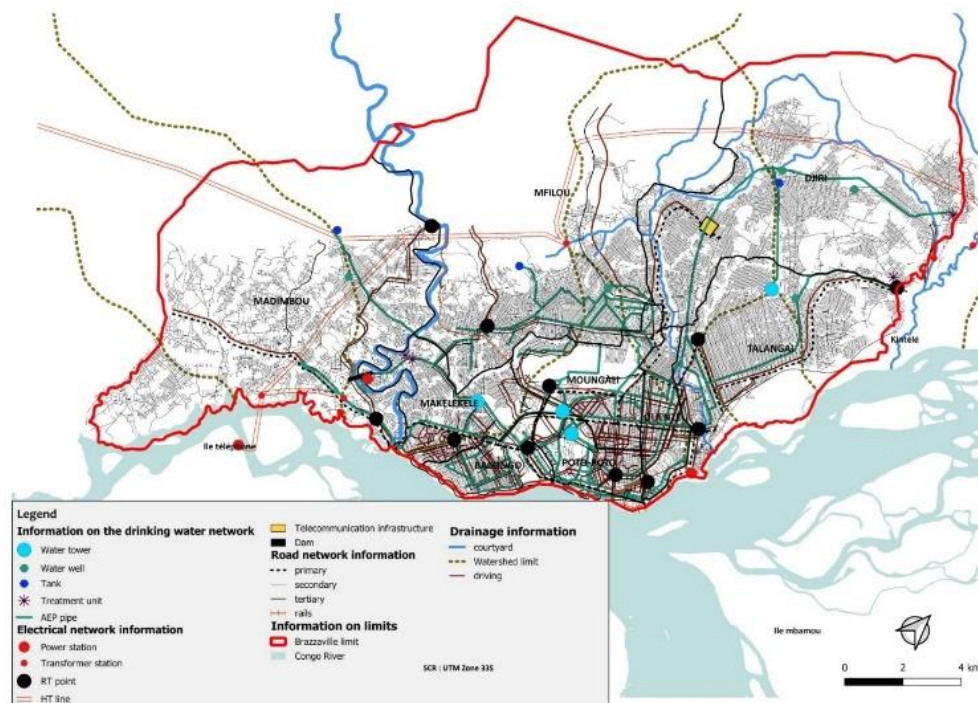 MFILOU
DJIRI
MADIMBOU
TALANGAI
Kintélé
MOUNGALI
MAKELEKELE
Ile téléphone
BACONGO
POTO-POTO
Legend
Information on the drinking water network
Water tower
Water well
Tank
Treatment unit
AEP pipe
Electrical network information
Power station
Transformer station
RT point
HT line
Telecommunication infrastructure
Dam
Road network information
primary
secondary
tertiary
rails
Information on limits
Brazzaville limit
Congo River
Drainage information
courtyard
Watershed limit
driving
SCR : UTM Zone 33S
Ile mbamou
0 2 4 km